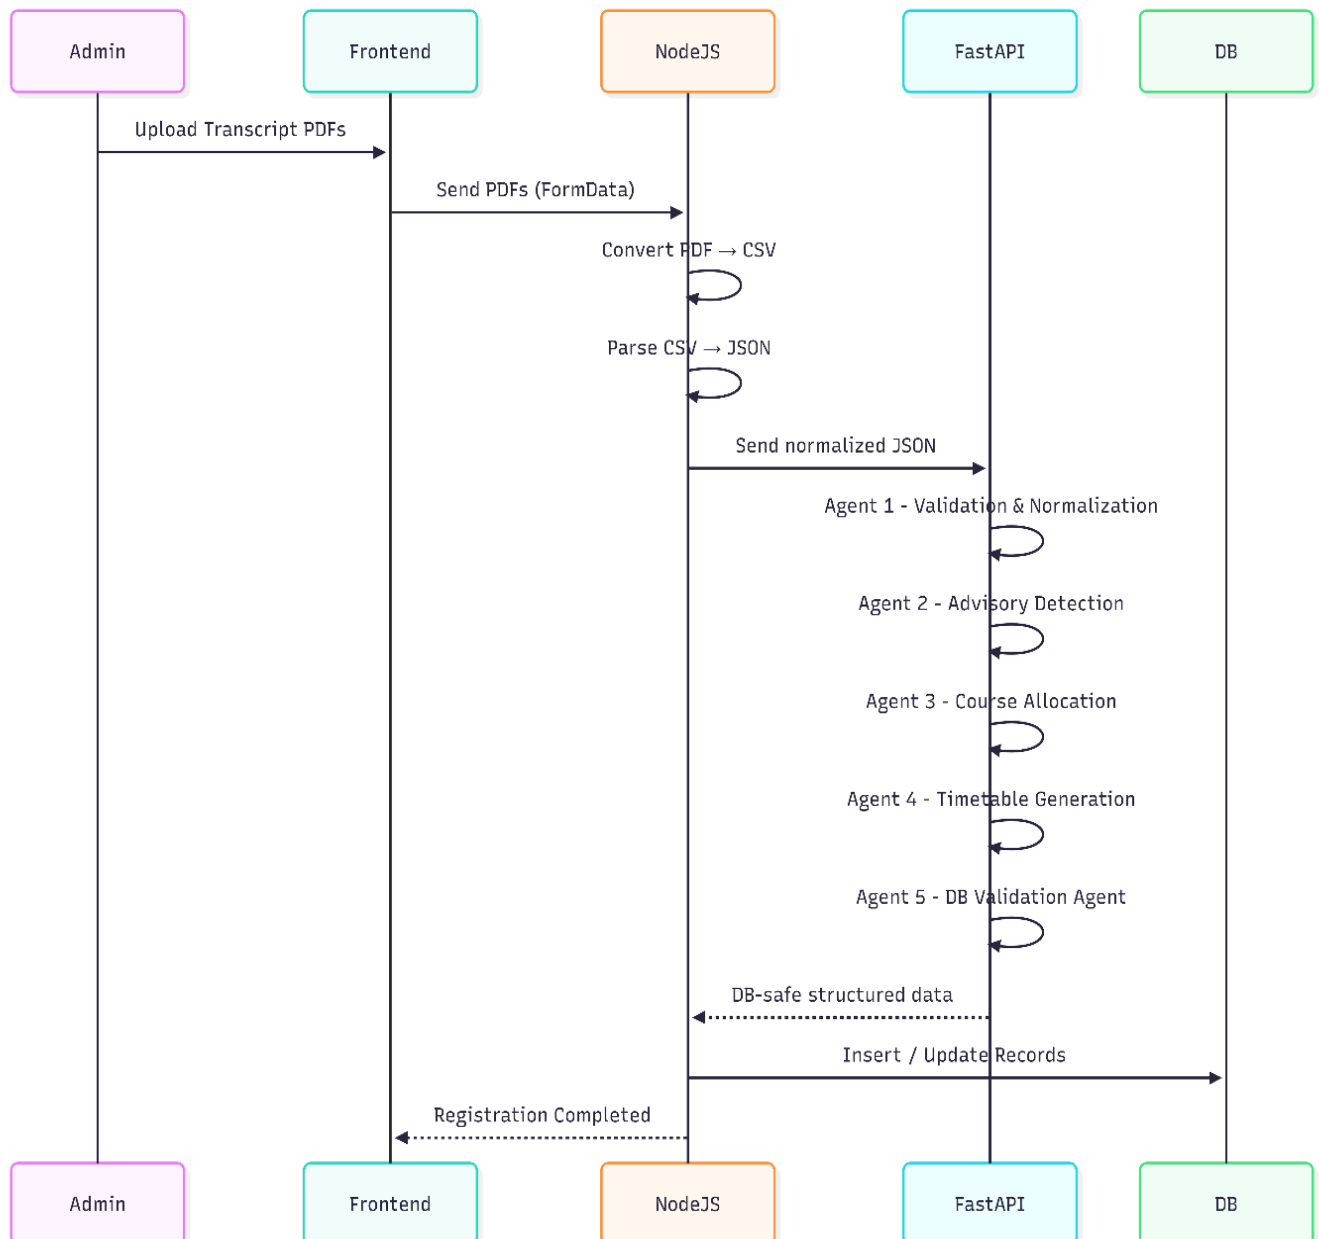 Admin
Frontend
NodeJS
FastAPI
DB
Upload Transcript PDFs
Send PDFs (FormData)
Convert PDF → CSV
Parse CSV → JSON
Send normalized JSON
Agent 1 - Validation & Normalization
Agent 2 - Advisory Detection
Agent 3 - Course Allocation
Agent 4 - Timetable Generation
Agent 5 - DB Validation Agent
DB-safe structured data
Insert / Update Records
Registration Completed
Admin
Frontend
NodeJS
FastAPI
DB